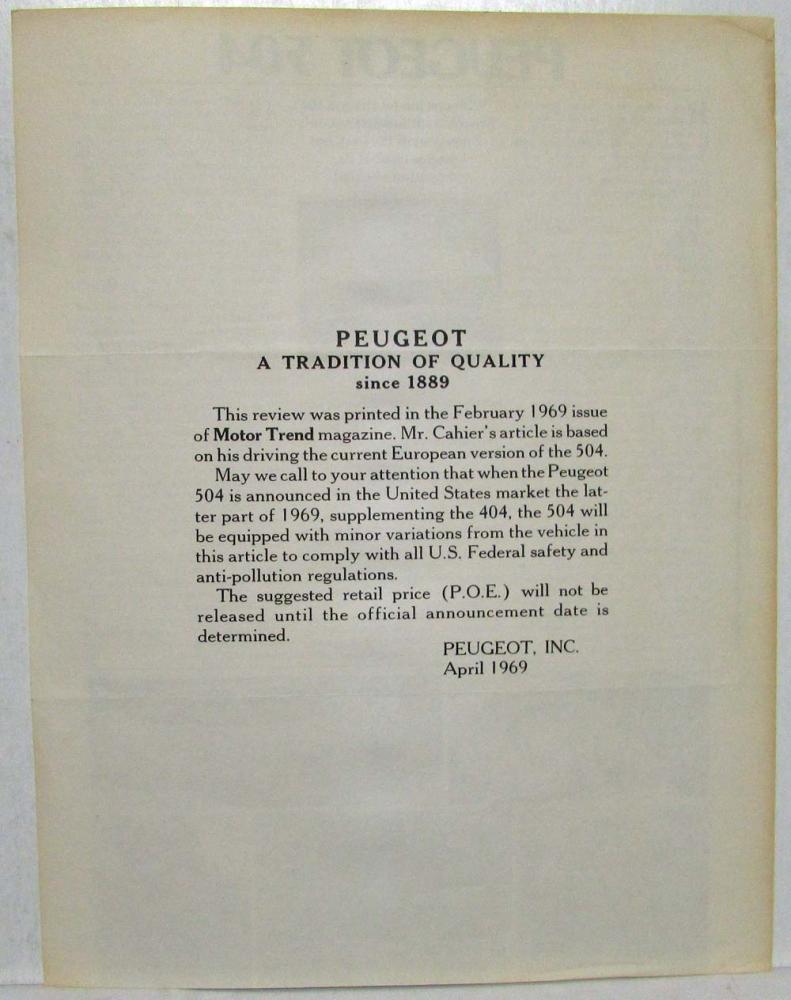 PEUGEOT
A TRADITION OF QUALITY
since 1889
This review was printed in the February 1969 issue
of Motor Trend magazine. Mr. Cahier's article is based
on his driving the current European version of the 504.
May we call to your attention that when the Peugeot
504 is announced in the United States market the lat-
ter part of 1969, supplementing the 404, the 504 will
be equipped with minor variations from the vehicle in
this article to comply with all U.S. Federal safety and
anti-pollution regulations.
The suggested retail price (P.O.E.) will not be
released until the official announcement date is
determined.
PEUGEOT, INC.
April 1969